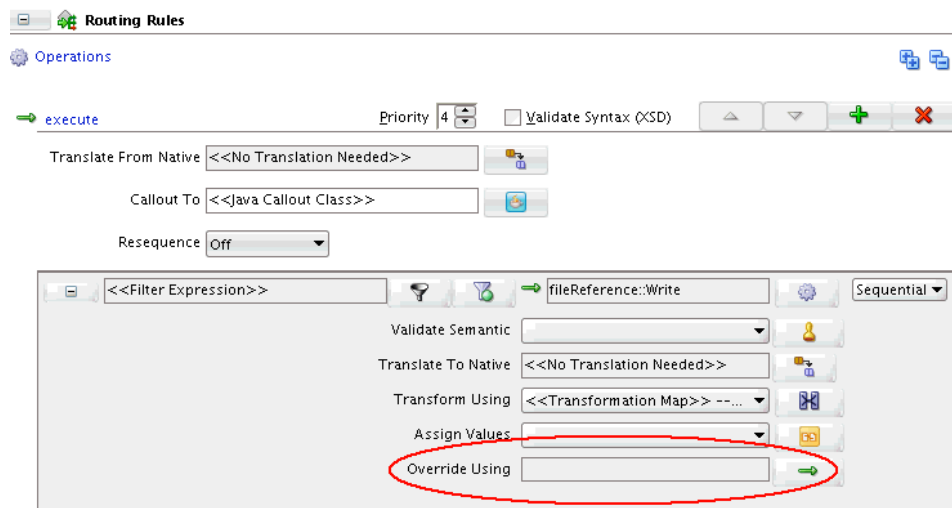 Routing Rules
Operations
execute Priority 4 Validate Syntax (XSD)
Translate From Native <<No Translation Needed>>
Callout To <<Java Callout Class>>
Resequence Off
<<Filter Expression>> fileReference::Write Sequential
Validate Semantic
Translate To Native <<No Translation Needed>>
Transform Using <<Transformation Map>> --...
Assign Values
Override Using